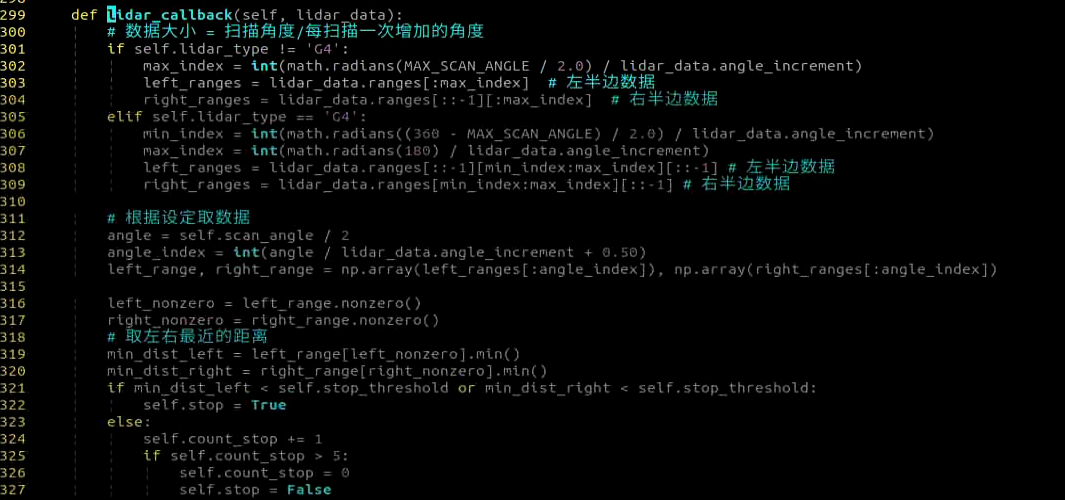 299 def lidar_callback(self, lidar_data):
300 # 数据大小 = 扫描角度/每扫描一次增加的角度
301 if self.lidar_type != 'G4':
302 max_index = int(math.radians(MAX_SCAN_ANGLE / 2.0) / lidar_data.angle_increment)
303 left_ranges = lidar_data.ranges[:max_index]  # 左半边数据
304 right_ranges = lidar_data.ranges[::-1][:max_index]  # 右半边数据
305 elif self.lidar_type == 'G4':
306 min_index = int(math.radians((360 - MAX_SCAN_ANGLE) / 2.0) / lidar_data.angle_increment)
307 max_index = int(math.radians(180) / lidar_data.angle_increment)
308 left_ranges = lidar_data.ranges[::-1][min_index:max_index][::-1] # 左半边数据
309 right_ranges = lidar_data.ranges[min_index:max_index][::-1] # 右半边数据
310
311 # 根据设定取数据
312 angle = self.scan_angle / 2
313 angle_index = int(angle / lidar_data.angle_increment + 0.50)
314 left_range, right_range = np.array(left_ranges[:angle_index]), np.array(right_ranges[:angle_index])
315
316 left_nonzero = left_range.nonzero()
317 right_nonzero = right_range.nonzero()
318 # 取左右最近的距离
319 min_dist_left = left_range[left_nonzero].min()
320 min_dist_right = right_range[right_nonzero].min()
321 if min_dist_left < self.stop_threshold or min_dist_right < self.stop_threshold:
322 self.stop = True
323 else:
324 self.count_stop += 1
325 if self.count_stop > 5:
326 self.count_stop = 0
327 self.stop = False